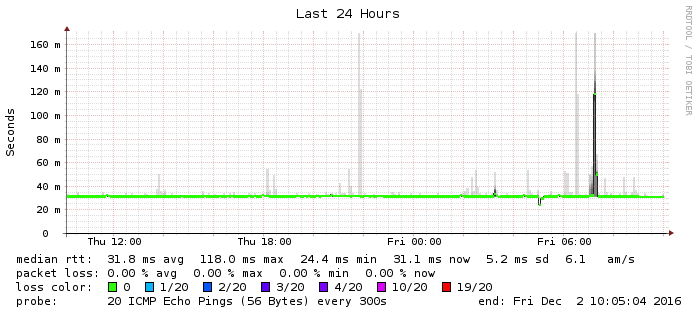 Last 24 Hours
RRDTOOL / TOBI OETIKER
Seconds
160 m
140 m
120 m
100 m
80 m
60 m
40 m
20 m
0
Thu 12:00 Thu 18:00 Fri 00:00 Fri 06:00
median rtt: 31.8 ms avg 118.0 ms max 24.4 ms min 31.1 ms now 5.2 ms sd 6.1 am/s
packet loss: 0.00 % avg 0.00 % max 0.00 % min 0.00 % now
loss color: 0 1/20 2/20 3/20 4/20 10/20 19/20
probe: 20 ICMP Echo Pings (56 Bytes) every 300s end: Fri Dec 2 10:05:04 2016